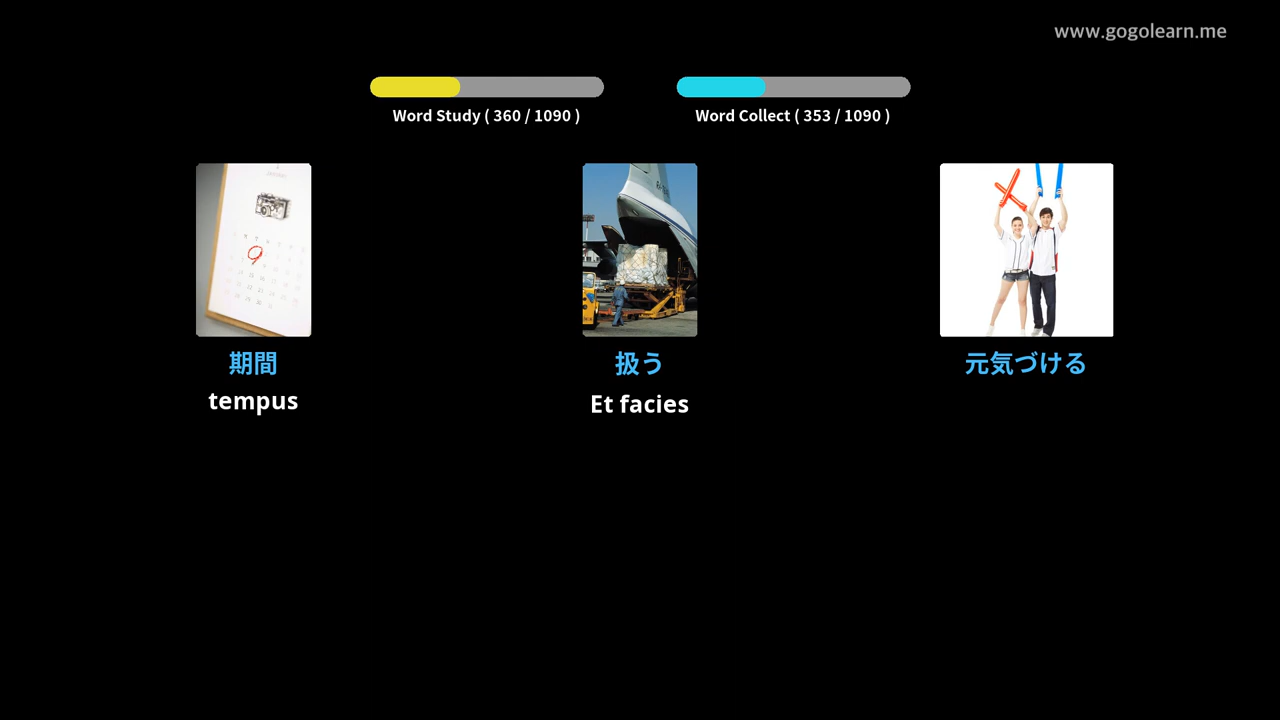 www.gogolearn.me
Word Study ( 360 / 1090 )
Word Collect ( 353 / 1090 )
期間
扱う
元気づける
tempus
Et facies